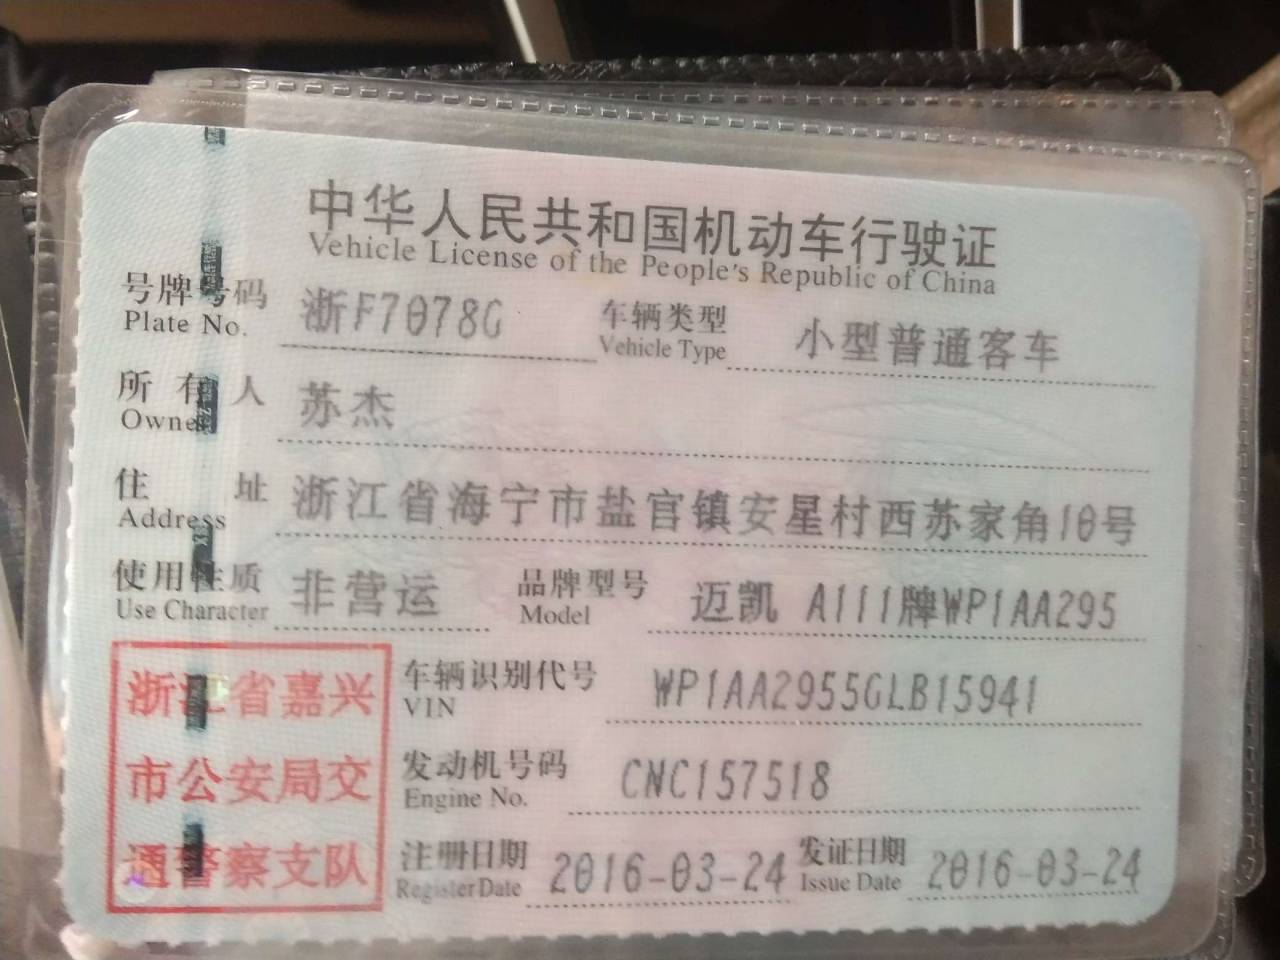 中华人民共和国机动车行驶证
Vehicle License of the People's Republic of China
号牌号码 浙F7078G 车辆类型 小型普通客车
Plate No. Vehicle Type
所有人 苏杰
Owner
住址 浙江省海宁市盐官镇安星村西苏家角10号
Address
使用性质 非营运 品牌型号 迈凯 A111牌WP1AA295
Use Character Model
浙江省嘉兴
市公安局交
通警察支队
车辆识别代号 WP1AA2955GLB15941
VIN
发动机号码 CNC157518
Engine No.
注册日期 2016-03-24 发证日期 2016-03-24
Register Date Issue Date